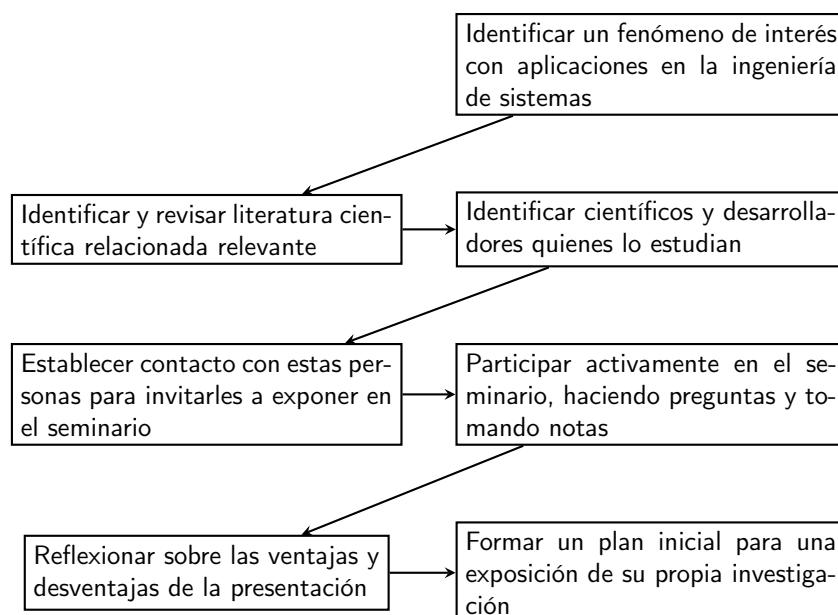 Identificar un fenómeno de interés
con aplicaciones en la ingeniería
de sistemas
Identificar y revisar literatura cien-
tífica relacionada relevante
Identificar científicos y desarrolla-
dores quienes lo estudian
Establecer contacto con estas per-
sonas para invitarles a exponer en
el seminario
Participar activamente en el se-
minario, haciendo preguntas y to-
mando notas
Reflexionar sobre las ventajas y
desventajas de la presentación
Formar un plan inicial para una
exposición de su propia investiga-
ción